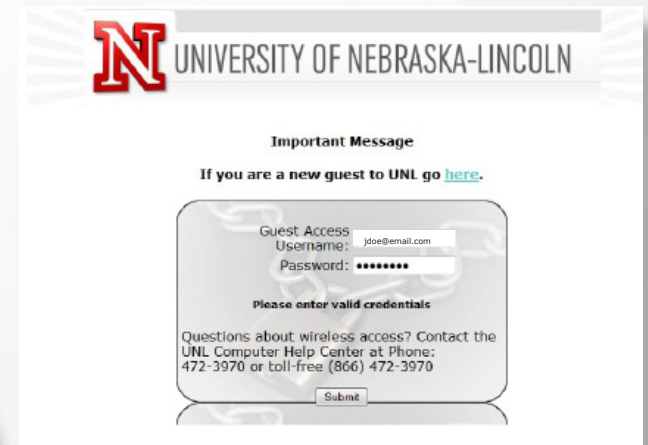 N UNIVERSITY OF NEBRASKA-LINCOLN
Important Message
If you are a new guest to UNL go here.
Guest Access
Username: jdoe@email.com
Password: ••••••••
Please enter valid credentials
Questions about wireless access? Contact the
UNL Computer Help Center at Phone:
472-3970 or toll-free (866) 472-3970
Submit